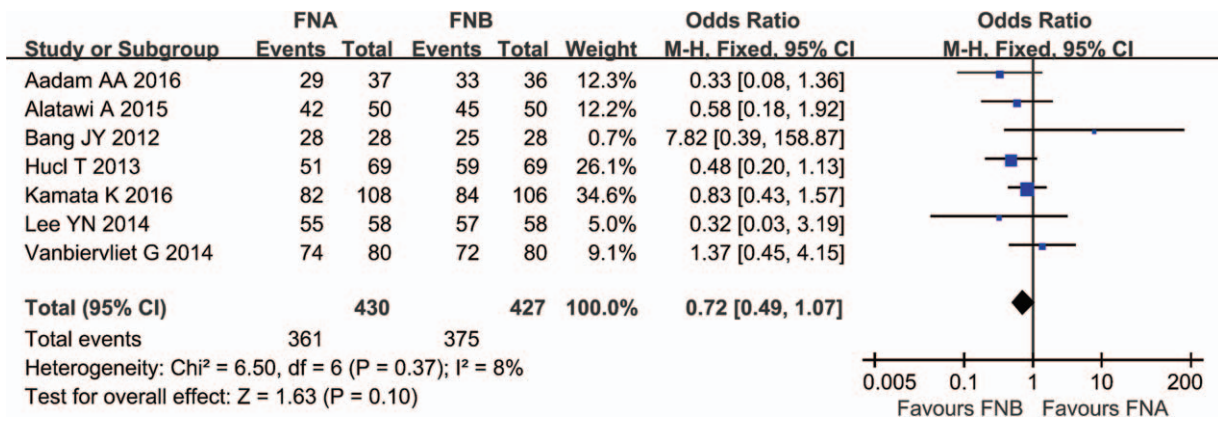 FNA FNB Odds Ratio Odds Ratio
Study or Subgroup Events Total Events Total Weight M-H, Fixed, 95% CI M-H, Fixed, 95% CI
Aadam AA 2016 29 37 33 36 12.3% 0.33 [0.08, 1.36]
Alatawi A 2015 42 50 45 50 12.2% 0.58 [0.18, 1.92]
Bang JY 2012 28 28 25 28 0.7% 7.82 [0.39, 158.87]
Hucl T 2013 51 69 59 69 26.1% 0.48 [0.20, 1.13]
Kamata K 2016 82 108 84 106 34.6% 0.83 [0.43, 1.57]
Lee YN 2014 55 58 57 58 5.0% 0.32 [0.03, 3.19]
Vanbiervliet G 2014 74 80 72 80 9.1% 1.37 [0.45, 4.15]
Total (95% CI) 430 427 100.0% 0.72 [0.49, 1.07]
Total events 361 375
Heterogeneity: Chi² = 6.50, df = 6 (P = 0.37); I² = 8%
Test for overall effect: Z = 1.63 (P = 0.10)
0.005 0.1 1 10 200
Favours FNB Favours FNA